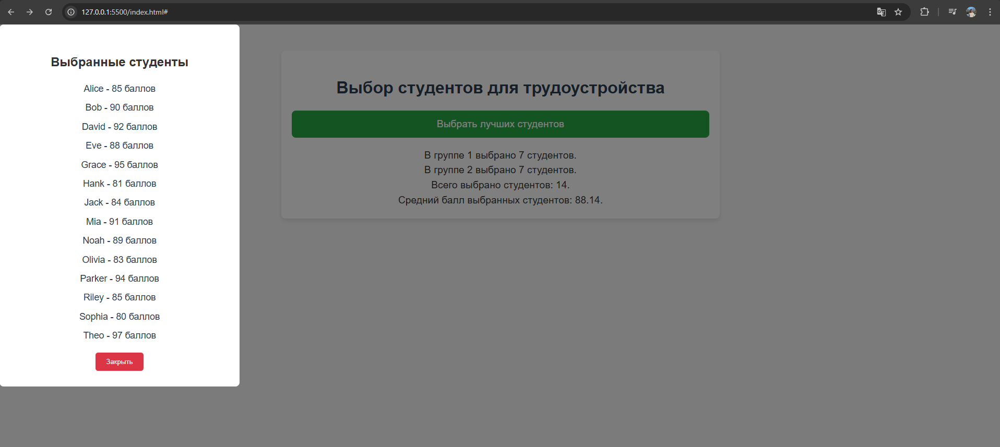 127.0.0.1:5500/index.html#
Выбранные студенты
Alice - 85 баллов
Bob - 90 баллов
David - 92 баллов
Eve - 88 баллов
Grace - 95 баллов
Hank - 81 баллов
Jack - 84 баллов
Mia - 91 баллов
Noah - 89 баллов
Olivia - 83 баллов
Parker - 94 баллов
Riley - 85 баллов
Sophia - 80 баллов
Theo - 97 баллов
Закрыть
Выбор студентов для трудоустройства
Выбрать лучших студентов
В группе 1 выбрано 7 студентов.
В группе 2 выбрано 7 студентов.
Всего выбрано студентов: 14.
Средний балл выбранных студентов: 88.14.